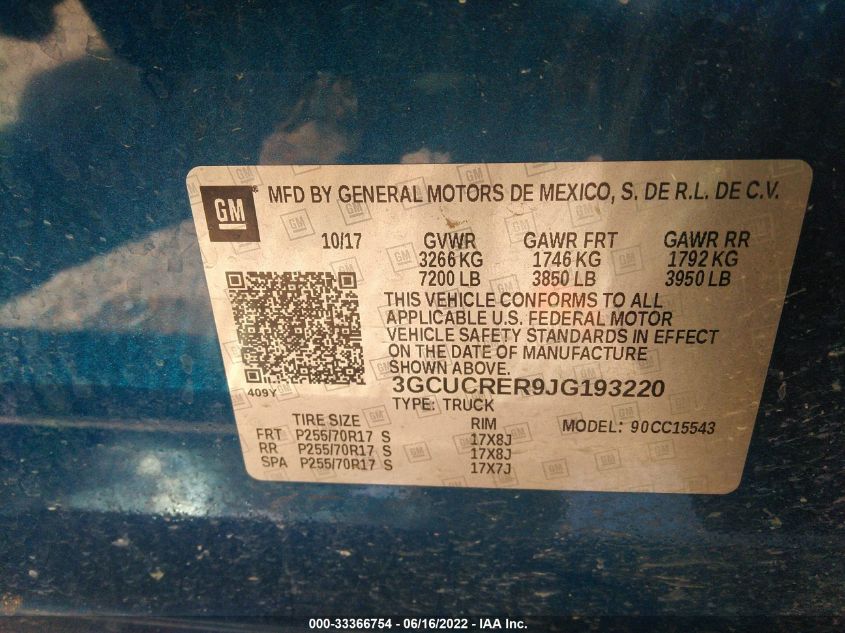 GM ® MFD BY GENERAL MOTORS DE MEXICO, S. DE R.L. DE C.V.
10/17 GVWR GAWR FRT GAWR RR
3266 KG 1746 KG 1792 KG
7200 LB 3850 LB 3950 LB
THIS VEHICLE CONFORMS TO ALL
APPLICABLE U.S. FEDERAL MOTOR
VEHICLE SAFETY STANDARDS IN EFFECT
ON THE DATE OF MANUFACTURE
SHOWN ABOVE.
409Y 3GCUCRER9JG193220
TYPE: TRUCK
TIRE SIZE RIM MODEL: 90CC15543
FRT P255/70R17 S 17X8J
RR P255/70R17 S 17X8J
SPA P255/70R17 S 17X7J
000-33366754 - 06/16/2022 - IAA Inc.